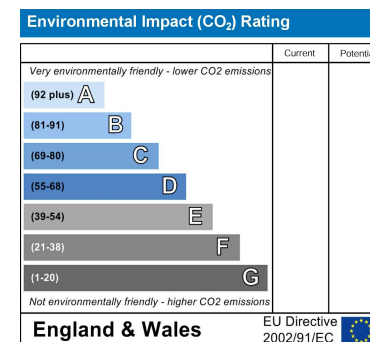 Environmental Impact (CO₂) Rating
Current Potentia
Very environmentally friendly - lower CO2 emissions
(92 plus) A
(81-91) B
(69-80) C
(55-68) D
(39-54) E
(21-38) F
(1-20) G
Not environmentally friendly - higher CO2 emissions
England & Wales
EU Directive
2002/91/EC